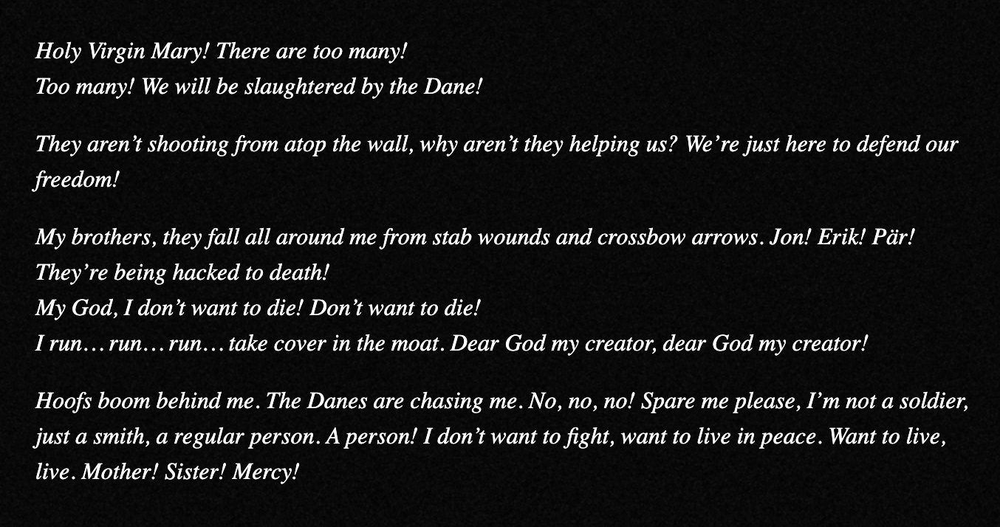 Holy Virgin Mary! There are too many!
Too many! We will be slaughtered by the Dane!
They aren’t shooting from atop the wall, why aren’t they helping us? We’re just here to defend our
freedom!
My brothers, they fall all around me from stab wounds and crossbow arrows. Jon! Erik! Pär!
They’re being hacked to death!
My God, I don’t want to die! Don’t want to die!
I run… run… run… take cover in the moat. Dear God my creator, dear God my creator!
Hoofs boom behind me. The Danes are chasing me. No, no, no! Spare me please, I’m not a soldier,
just a smith, a regular person. A person! I don’t want to fight, want to live in peace. Want to live,
live. Mother! Sister! Mercy!